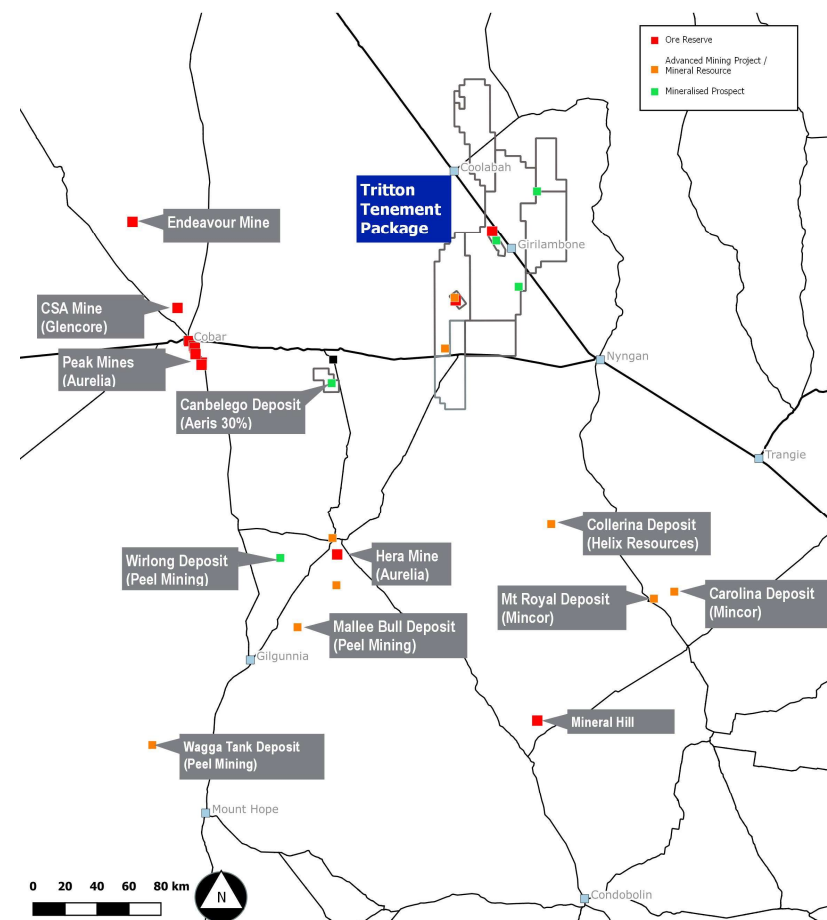 Ore Reserve
Advanced Mining Project /
Mineral Resource
Mineralised Prospect
Coolabah
Tritton
Tenement
Package
Endeavour Mine
Girilambone
CSA Mine
(Glencore)
Cobar
Peak Mines
(Aurelia)
Nyngan
Canbelego Deposit
(Aeris 30%)
Trangie
Collerina Deposit
(Helix Resources)
Wirlong Deposit
(Peel Mining)
Hera Mine
(Aurelia)
Mt Royal Deposit
(Mincor)
Carolina Deposit
(Mincor)
Mallee Bull Deposit
(Peel Mining)
Gilgunnia
Mineral Hill
Wagga Tank Deposit
(Peel Mining)
Mount Hope
0 20 40 60 80 km
N
Condobolin